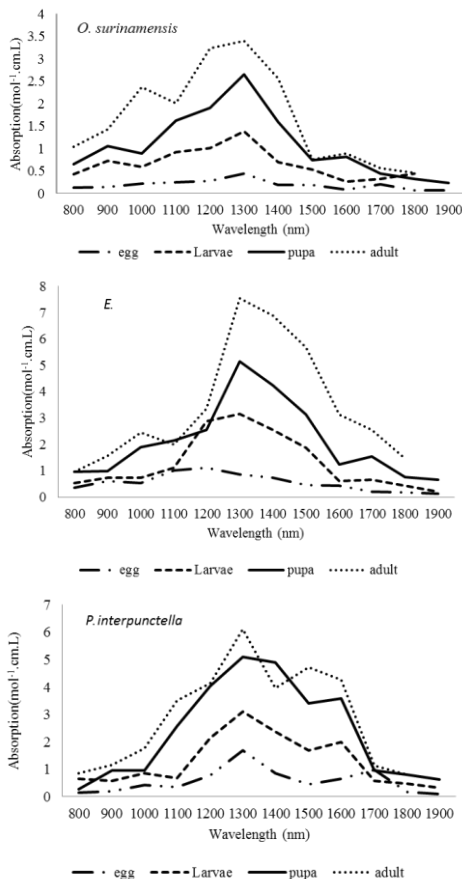 O. surinamensis
Absorption(mol-1.cm.L)
4
3.5
3
2.5
2
1.5
1
0.5
0
800 900 1000 1100 1200 1300 1400 1500 1600 1700 1800 1900
Wavelength (nm)
egg Larvae pupa adult
E.
Absorption(mol-1.cm.L)
8
7
6
5
4
3
2
1
0
800 900 1000 1100 1200 1300 1400 1500 1600 1700 1800 1900
Wavelength (nm)
egg Larvae pupa adult
P. interpunctella
Absorption(mol-1.cm.L)
7
6
5
4
3
2
1
0
800 900 1000 1100 1200 1300 1400 1500 1600 1700 1800 1900
Wavelength (nm)
egg Larvae pupa adult